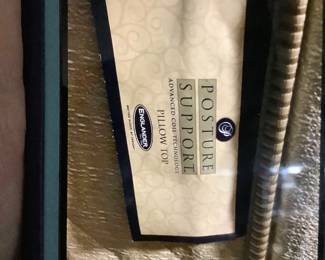 POSTURE
SUPPORT
ADVANCED COIL TECHNOLOGY
PILLOW TOP
ENGLANDER